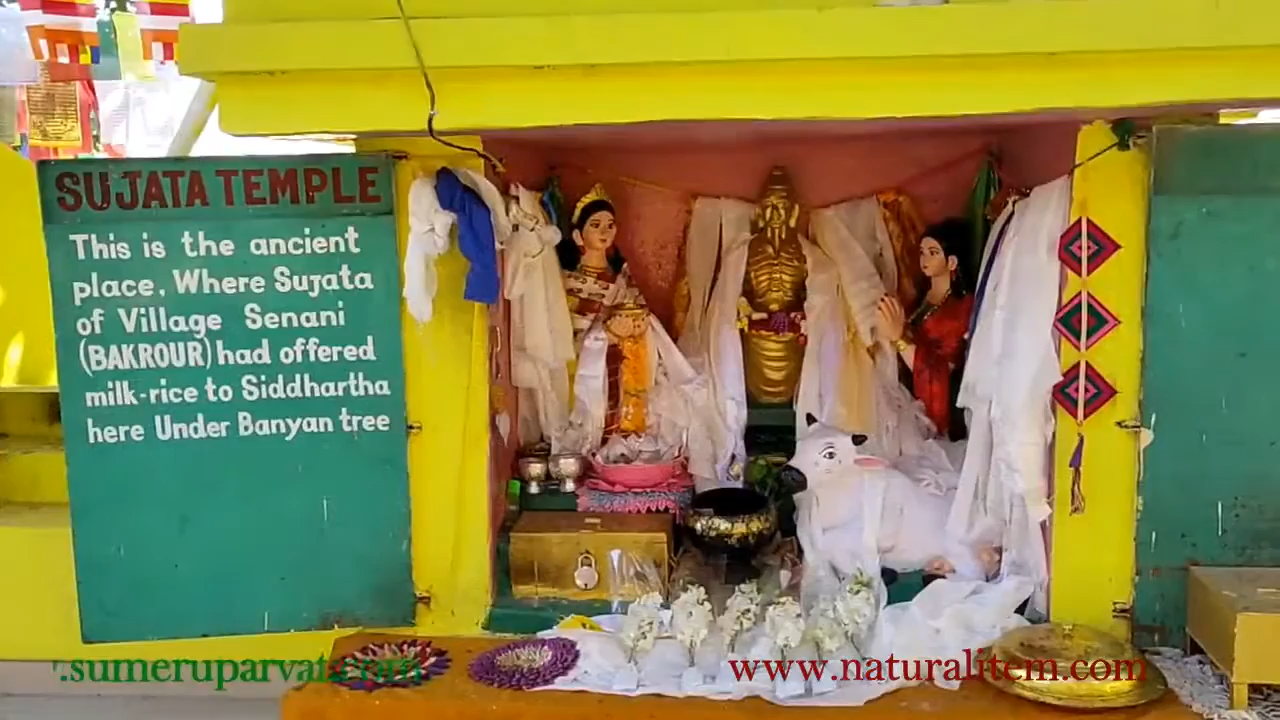 SUJATA TEMPLE
This is the ancient
place, Where Sujata
of Village Senani
(BAKROUR) had offered
milk-rice to Siddhartha
here Under Banyan tree
.sumeruparvat.com
www.naturalitem.com